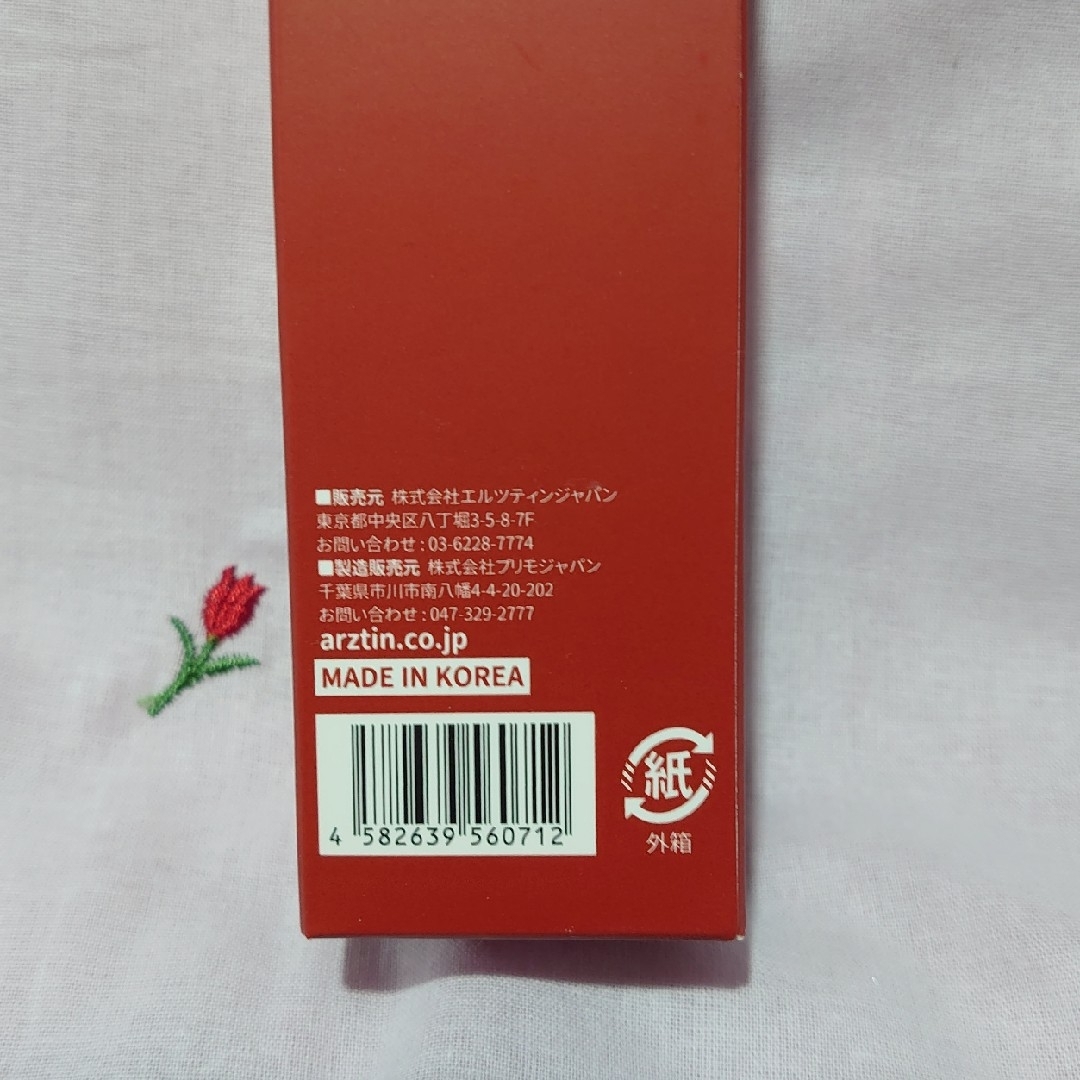 ■販売元 株式会社エルツティンジャパン
東京都中央区八丁堀3-5-8-7F
お問い合わせ : 03-6228-7774
■製造販売元 株式会社プリモジャパン
千葉県市川市南八幡4-4-20-202
お問い合わせ : 047-329-2777
arztin.co.jp
MADE IN KOREA
4 582639 560712
紙
外箱